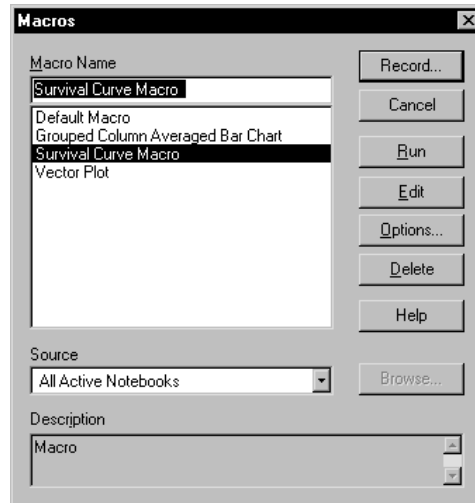 Macros
Macro Name
Survival Curve Macro
Default Macro
Grouped Column Averaged Bar Chart
Survival Curve Macro
Vector Plot
Record...
Cancel
Run
Edit
Options...
Delete
Help
Source
All Active Notebooks
Browse...
Description
Macro